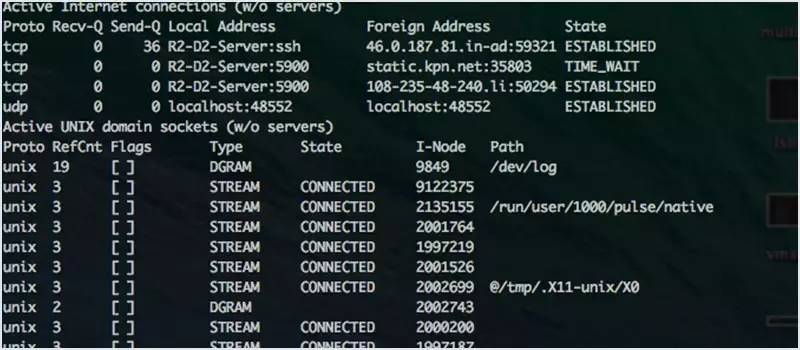 Active Internet connections (w/o servers)
Proto Recv-Q Send-Q Local Address Foreign Address State
tcp 0 36 R2-D2-Server:ssh 46.0.187.81.in-ad:59321 ESTABLISHED
tcp 0 0 R2-D2-Server:5900 static.kpn.net:35803 TIME_WAIT
tcp 0 0 R2-D2-Server:5900 108-235-48-240.li:50294 ESTABLISHED
udp 0 0 localhost:48552 localhost:48552 ESTABLISHED
Active UNIX domain sockets (w/o servers)
Proto RefCnt Flags Type State I-Node Path
unix 19 [ ] DGRAM 9849 /dev/log
unix 3 [ ] STREAM CONNECTED 9122375
unix 3 [ ] STREAM CONNECTED 2135155 /run/user/1000/pulse/native
unix 3 [ ] STREAM CONNECTED 2001764
unix 3 [ ] STREAM CONNECTED 1997219
unix 3 [ ] STREAM CONNECTED 2001526
unix 3 [ ] STREAM CONNECTED 2002699 @/tmp/.X11-unix/X0
unix 2 [ ] DGRAM 2002743
unix 3 [ ] STREAM CONNECTED 2000200
unix 3 [ ] STREAM CONNECTED 1997187